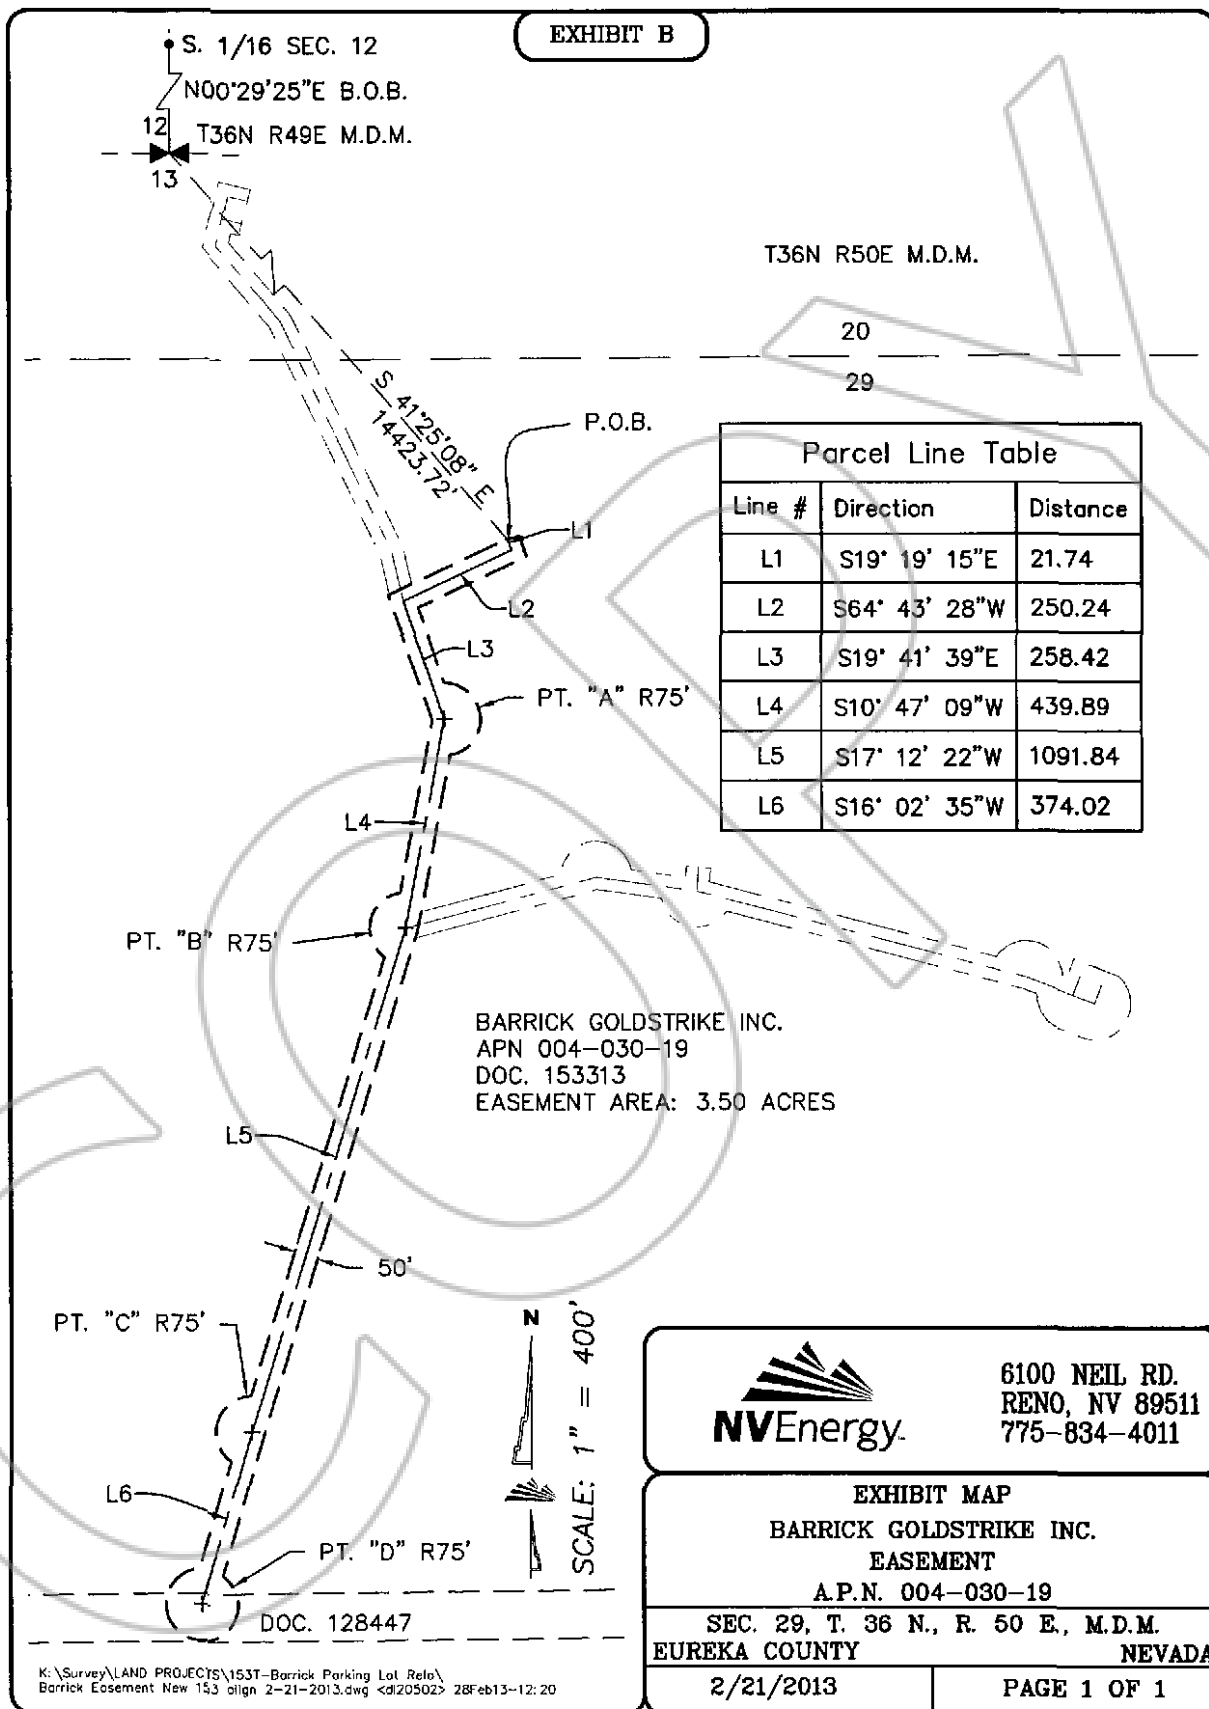 EXHIBIT B
S. 1/16 SEC. 12
N00°29'25"E B.O.B.
12
T36N R49E M.D.M.
13
T36N R50E M.D.M.
20
29
S 41°25'08" E
14423.72'
P.O.B.
L1
L2
L3
PT. "A" R75'
L4
PT. "B" R75'
Parcel Line Table
Line # Direction Distance
L1 S19° 19' 15"E 21.74
L2 S64° 43' 28"W 250.24
L3 S19° 41' 39"E 258.42
L4 S10° 47' 09"W 439.89
L5 S17° 12' 22"W 1091.84
L6 S16° 02' 35"W 374.02
BARRICK GOLDSTRIKE INC.
APN 004-030-19
DOC. 153313
EASEMENT AREA: 3.50 ACRES
L5
50'
PT. "C" R75'
L6
PT. "D" R75'
DOC. 128447
N
SCALE: 1" = 400'
NVEnergy™
6100 NEIL RD.
RENO, NV 89511
775-834-4011
EXHIBIT MAP
BARRICK GOLDSTRIKE INC.
EASEMENT
A.P.N. 004-030-19
SEC. 29, T. 36 N., R. 50 E., M.D.M.
EUREKA COUNTY NEVADA
2/21/2013 PAGE 1 OF 1
K:\Survey\LAND PROJECTS\153T-Barrick Parking Lot Relo\
Barrick Easement New 153 align 2-21-2013.dwg <dl20502> 28Feb13-12:20
COPY